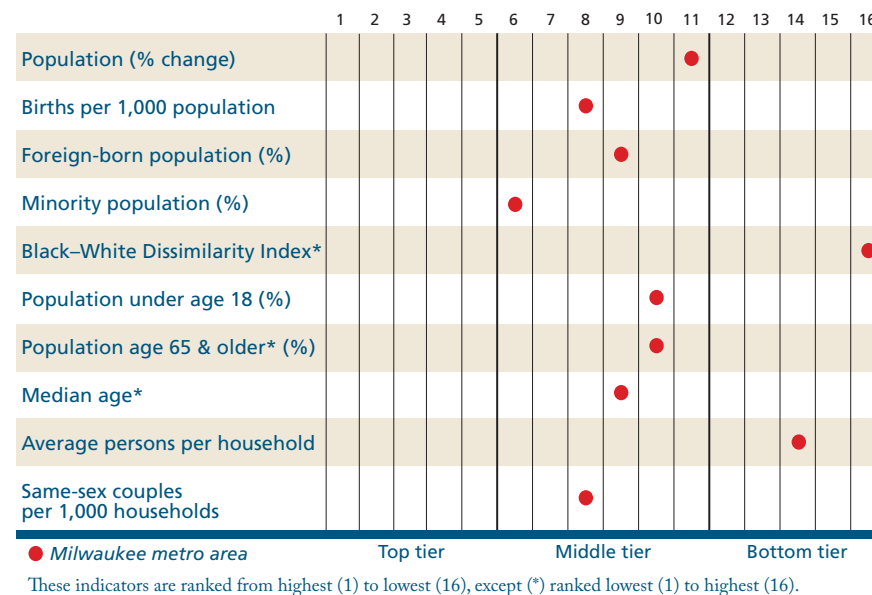 1 2 3 4 5 6 7 8 9 10 11 12 13 14 15 16
Population (% change)
Births per 1,000 population
Foreign-born population (%)
Minority population (%)
Black–White Dissimilarity Index*
Population under age 18 (%)
Population age 65 & older* (%)
Median age*
Average persons per household
Same-sex couples
per 1,000 households
Milwaukee metro area Top tier Middle tier Bottom tier
These indicators are ranked from highest (1) to lowest (16), except (*) ranked lowest (1) to highest (16).